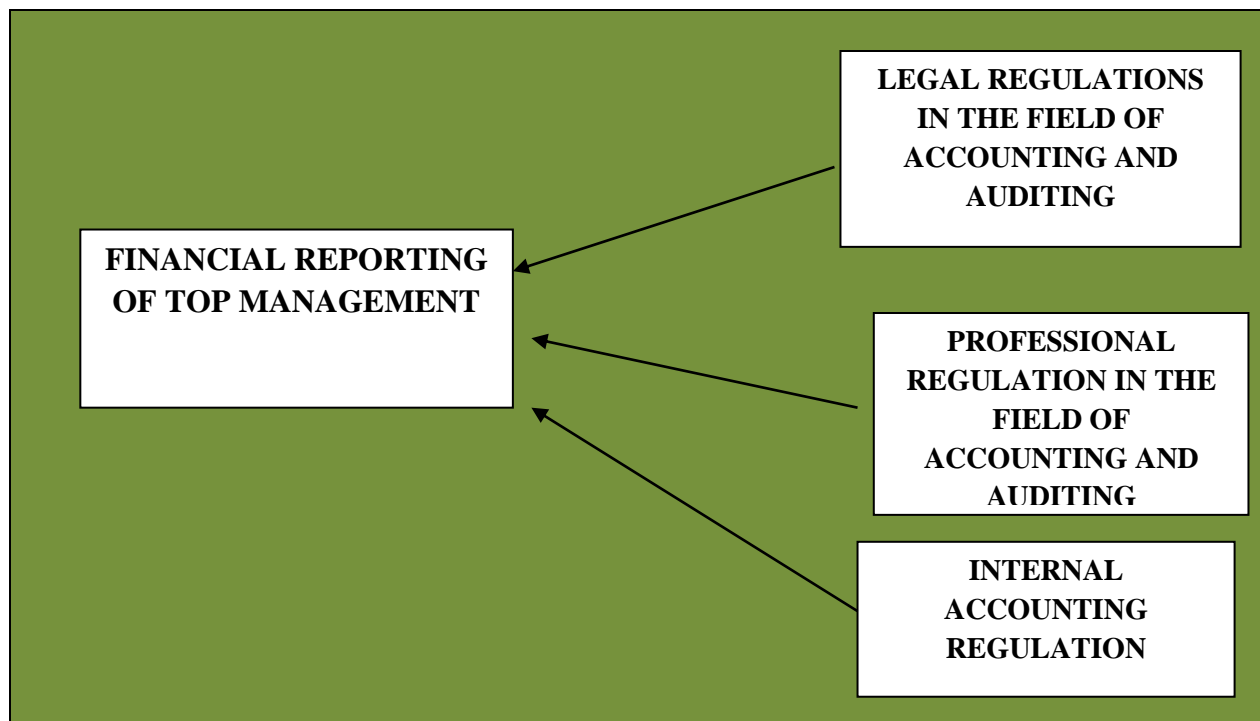 FINANCIAL REPORTING
OF TOP MANAGEMENT
LEGAL REGULATIONS
IN THE FIELD OF
ACCOUNTING AND
AUDITING
PROFESSIONAL
REGULATION IN THE
FIELD OF
ACCOUNTING AND
AUDITING
INTERNAL
ACCOUNTING
REGULATION